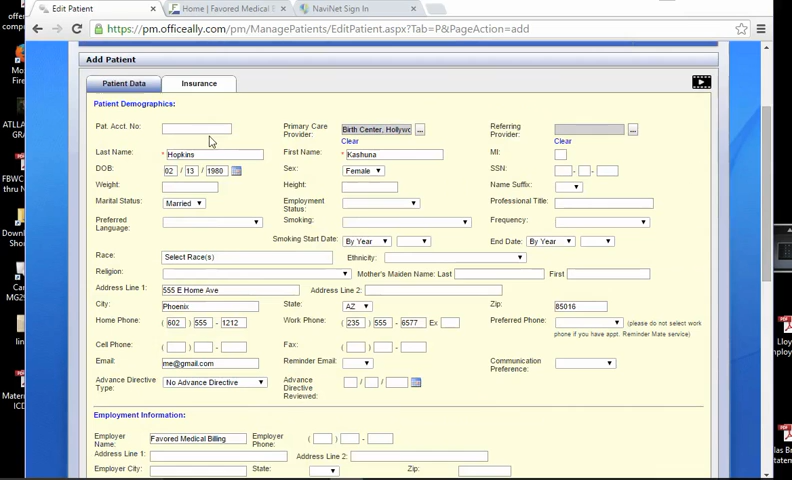 Edit Patient
Home | Favored Medical
NaviNet Sign In
https://pm.officeally.com/pm/ManagePatients/EditPatient.aspx?Tab=P&PageAction=add
Add Patient
Patient Data
Insurance
Patient Demographics:
Pat. Acct. No:
Primary Care Provider:
Birth Center, Hollywo
...
Referring Provider:
...
Clear
Clear
Last Name:
* Hopkins
First Name:
* Kashuna
MI:
DOB:
02 / 13 / 1980
Sex:
Female
SSN:
- -
Weight:
Height:
Name Suffix:
Marital Status:
Married
Employment Status:
Professional Title:
Preferred Language:
Smoking:
Frequency:
Smoking Start Date:
By Year
End Date:
By Year
Race:
Select Race(s)
Ethnicity:
Religion:
Mother's Maiden Name: Last
First
Address Line 1:
555 E Home Ave
Address Line 2:
City:
Phoenix
State:
AZ
Zip:
85016
Home Phone:
( 602 ) 555 - 1212
Work Phone:
( 235 ) 555 - 6577 Ex
Preferred Phone:
(please do not select work phone if you have appt. Reminder Mate service)
Cell Phone:
( ) -
Fax:
( ) -
Email:
me@gmail.com
Reminder Email:
Communication Preference:
Advance Directive Type:
No Advance Directive
Advance Directive Reviewed:
/ /
Employment Information:
Employer Name:
Favored Medical Billing
Employer Phone:
( ) -
Address Line 1:
Address Line 2:
Employer City:
State:
Zip: